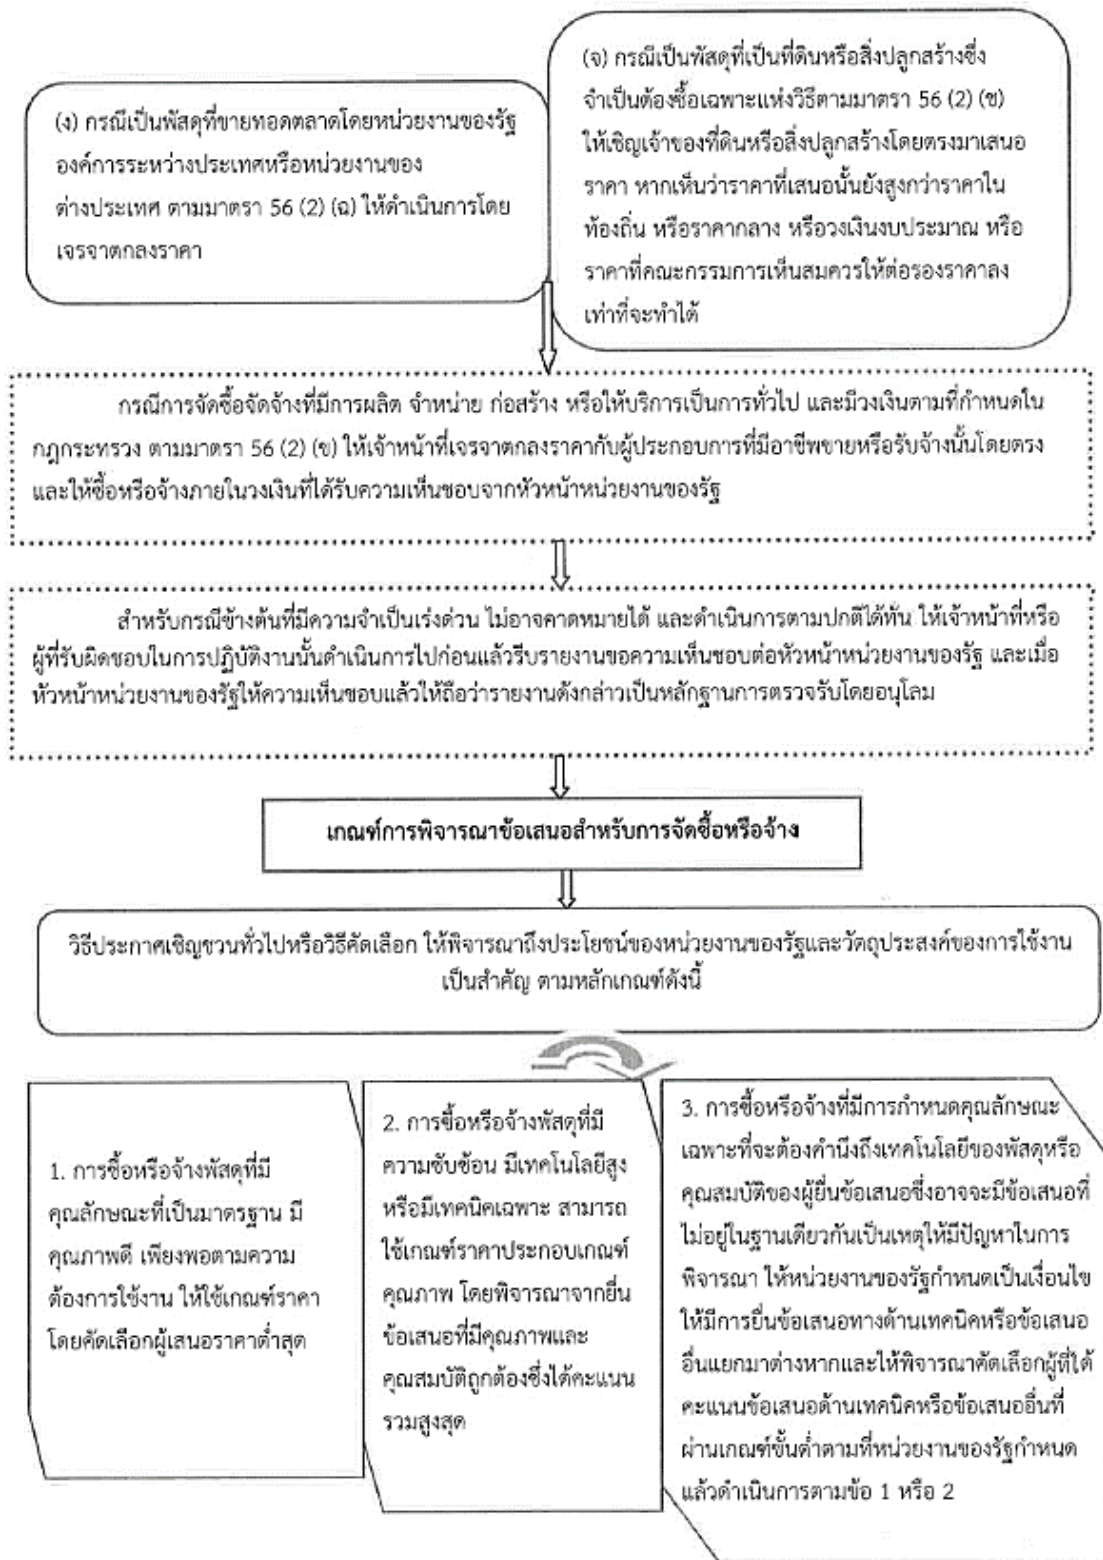 (ง) กรณีเป็นพัสดุที่ขายทอดตลาดโดยหน่วยงานของรัฐ
องค์การระหว่างประเทศหรือหน่วยงานของ
ต่างประเทศ ตามมาตรา 56 (2) (ฉ) ให้ดำเนินการโดย
เจรจาตกลงราคา
(จ) กรณีเป็นพัสดุที่เป็นที่ดินหรือสิ่งปลูกสร้างซึ่ง
จำเป็นต้องซื้อเฉพาะแห่งวิธีตามมาตรา 56 (2) (ช)
ให้เชิญเจ้าของที่ดินหรือสิ่งปลูกสร้างโดยตรงมาเสนอ
ราคา หากเห็นว่าราคาที่เสนอนั้นยังสูงกว่าราคาใน
ท้องถิ่น หรือราคากลาง หรือวงเงินงบประมาณ หรือ
ราคาที่คณะกรรมการเห็นสมควรให้ต่อรองราคาลง
เท่าที่จะทำได้
กรณีการจัดซื้อจัดจ้างที่มีการผลิต จำหน่าย ก่อสร้าง หรือให้บริการเป็นการทั่วไป และมีวงเงินตามที่กำหนดใน
กฎกระทรวง ตามมาตรา 56 (2) (ข) ให้เจ้าหน้าที่เจรจาตกลงราคากับผู้ประกอบการที่มีอาชีพขายหรือรับจ้างนั้นโดยตรง
และให้ซื้อหรือจ้างภายในวงเงินที่ได้รับความเห็นชอบจากหัวหน้าหน่วยงานของรัฐ
สำหรับกรณีข้างต้นที่มีความจำเป็นเร่งด่วน ไม่อาจคาดหมายได้ และดำเนินการตามปกติได้ทัน ให้เจ้าหน้าที่หรือ
ผู้ที่รับผิดชอบในการปฏิบัติงานนั้นดำเนินการไปก่อนแล้วรีบรายงานขอความเห็นชอบต่อหัวหน้าหน่วยงานของรัฐ และเมื่อ
หัวหน้าหน่วยงานของรัฐให้ความเห็นชอบแล้วให้ถือว่ารายงานดังกล่าวเป็นหลักฐานการตรวจรับโดยอนุโลม
เกณฑ์การพิจารณาข้อเสนอสำหรับการจัดซื้อหรือจ้าง
วิธีประกาศเชิญชวนทั่วไปหรือวิธีคัดเลือก ให้พิจารณาถึงประโยชน์ของหน่วยงานของรัฐและวัตถุประสงค์ของการใช้งาน
เป็นสำคัญ ตามหลักเกณฑ์ดังนี้
1. การซื้อหรือจ้างพัสดุที่มี
คุณลักษณะที่เป็นมาตรฐาน มี
คุณภาพดี เพียงพอตามความ
ต้องการใช้งาน ให้ใช้เกณฑ์ราคา
โดยคัดเลือกผู้เสนอราคาต่ำสุด
2. การซื้อหรือจ้างพัสดุที่มี
ความซับซ้อน มีเทคโนโลยีสูง
หรือมีเทคนิคเฉพาะ สามารถ
ใช้เกณฑ์ราคาประกอบเกณฑ์
คุณภาพ โดยพิจารณาจากยื่น
ข้อเสนอที่มีคุณภาพและ
คุณสมบัติถูกต้องซึ่งได้คะแนน
รวมสูงสุด
3. การซื้อหรือจ้างที่มีการกำหนดคุณลักษณะ
เฉพาะที่จะต้องคำนึงถึงเทคโนโลยีของพัสดุหรือ
คุณสมบัติของผู้ยื่นข้อเสนอซึ่งอาจจะมีข้อเสนอที่
ไม่อยู่ในฐานเดียวกันเป็นเหตุให้มีปัญหาในการ
พิจารณา ให้หน่วยงานของรัฐกำหนดเป็นเงื่อนไข
ให้มีการยื่นข้อเสนอทางด้านเทคนิคหรือข้อเสนอ
อื่นแยกมาต่างหากและให้พิจารณาคัดเลือกผู้ที่ได้
คะแนนข้อเสนอด้านเทคนิคหรือข้อเสนออื่นที่
ผ่านเกณฑ์ขั้นต่ำตามที่หน่วยงานของรัฐกำหนด
แล้วดำเนินการตามข้อ 1 หรือ 2